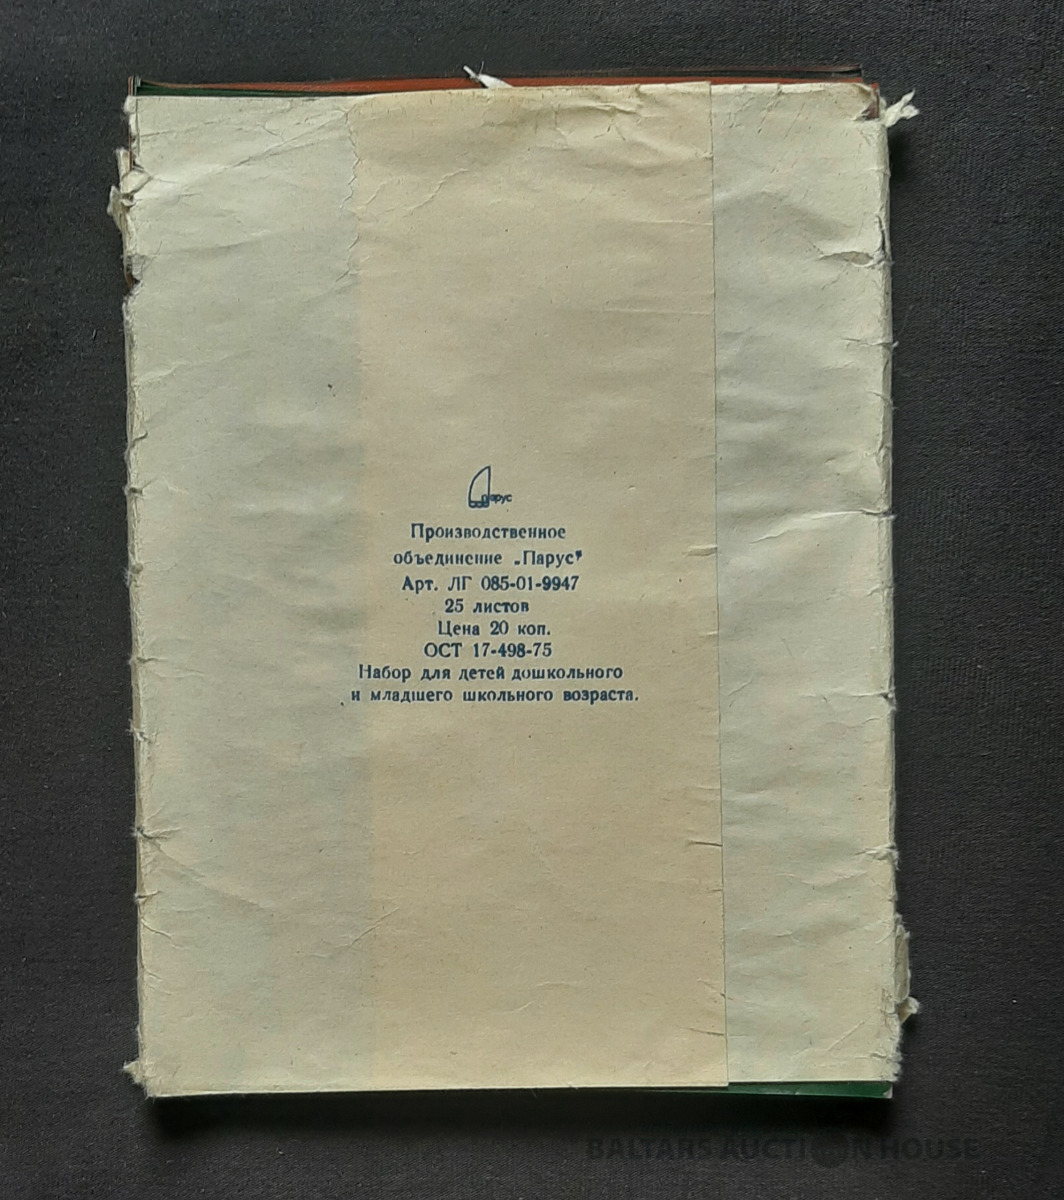 парус
Производственное
объединение „Парус"
Арт. ЛГ 085-01-9947
25 листов
Цена 20 коп.
ОСТ 17-498-75
Набор для детей дошкольного
и младшего школьного возраста.
BALTARS AUCTION HOUSE